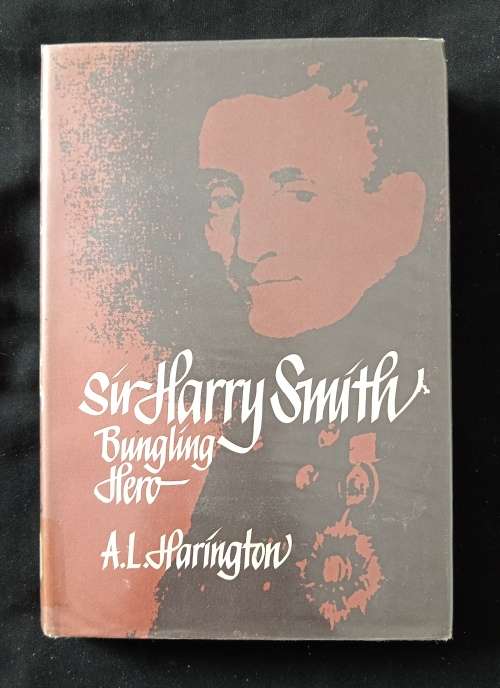 Sir Harry Smith
Bungling
Hero
A.L. Harington